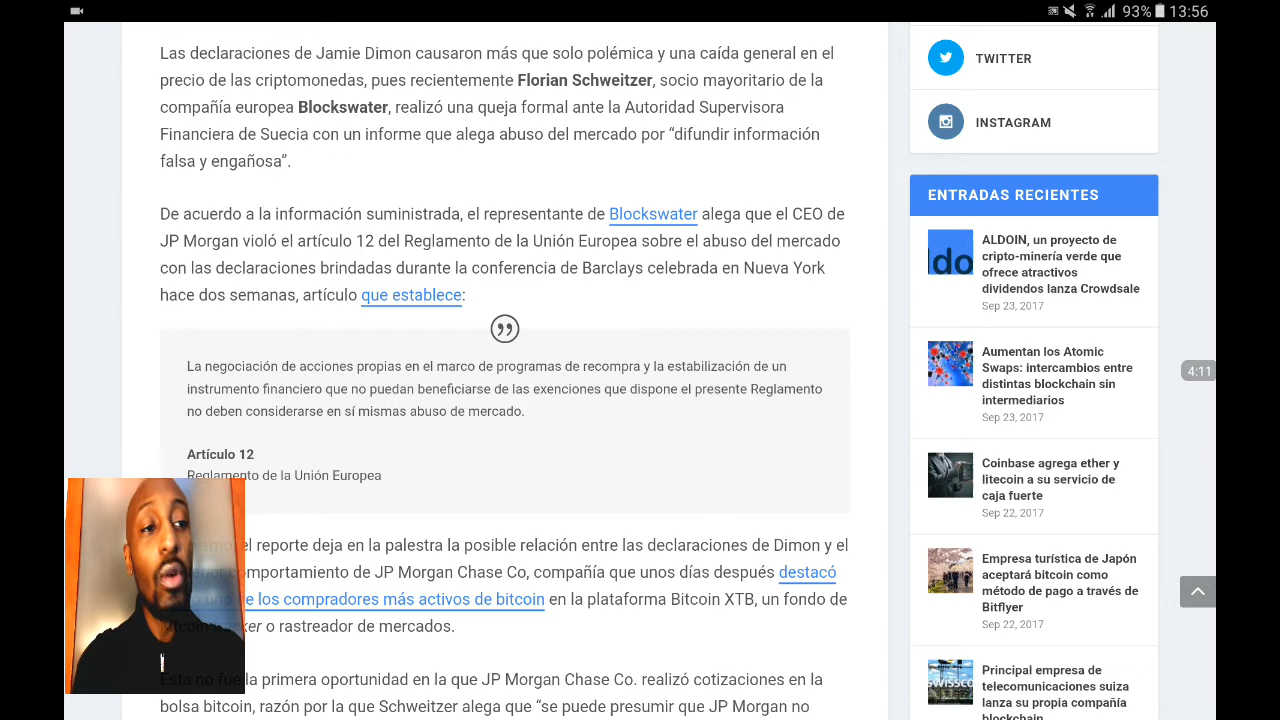 93% 13:56
Las declaraciones de Jamie Dimon causaron más que solo polémica y una caída general en el
precio de las criptomonedas, pues recientemente Florian Schweitzer, socio mayoritario de la
compañía europea Blockswater, realizó una queja formal ante la Autoridad Supervisora
Financiera de Suecia con un informe que alega abuso del mercado por “difundir información
falsa y engañosa”.
De acuerdo a la información suministrada, el representante de Blockswater alega que el CEO de
JP Morgan violó el artículo 12 del Reglamento de la Unión Europea sobre el abuso del mercado
con las declaraciones brindadas durante la conferencia de Barclays celebrada en Nueva York
hace dos semanas, artículo que establece:
La negociación de acciones propias en el marco de programas de recompra y la estabilización de un
instrumento financiero que no puedan beneficiarse de las exenciones que dispone el presente Reglamento
no deben considerarse en sí mismas abuso de mercado.
Artículo 12
Reglamento de la Unión Europea
el reporte deja en la palestra la posible relación entre las declaraciones de Dimon y el
comportamiento de JP Morgan Chase Co, compañía que unos días después destacó
de los compradores más activos de bitcoin en la plataforma Bitcoin XTB, un fondo de
o rastreador de mercados.
Esta no fue la primera oportunidad en la que JP Morgan Chase Co. realizó cotizaciones en la
bolsa bitcoin, razón por la que Schweitzer alega que “se puede presumir que JP Morgan no
TWITTER
INSTAGRAM
ENTRADAS RECIENTES
ldo
ALDOIN, un proyecto de
cripto-minería verde que
ofrece atractivos
dividendos lanza Crowdsale
Sep 23, 2017
Aumentan los Atomic
Swaps: intercambios entre
distintas blockchain sin
intermediarios
Sep 23, 2017
Coinbase agrega ether y
litecoin a su servicio de
caja fuerte
Sep 22, 2017
Empresa turística de Japón
aceptará bitcoin como
método de pago a través de
Bitflyer
Sep 22, 2017
Principal empresa de
telecomunicaciones suiza
lanza su propia compañía
blockchain
4:11